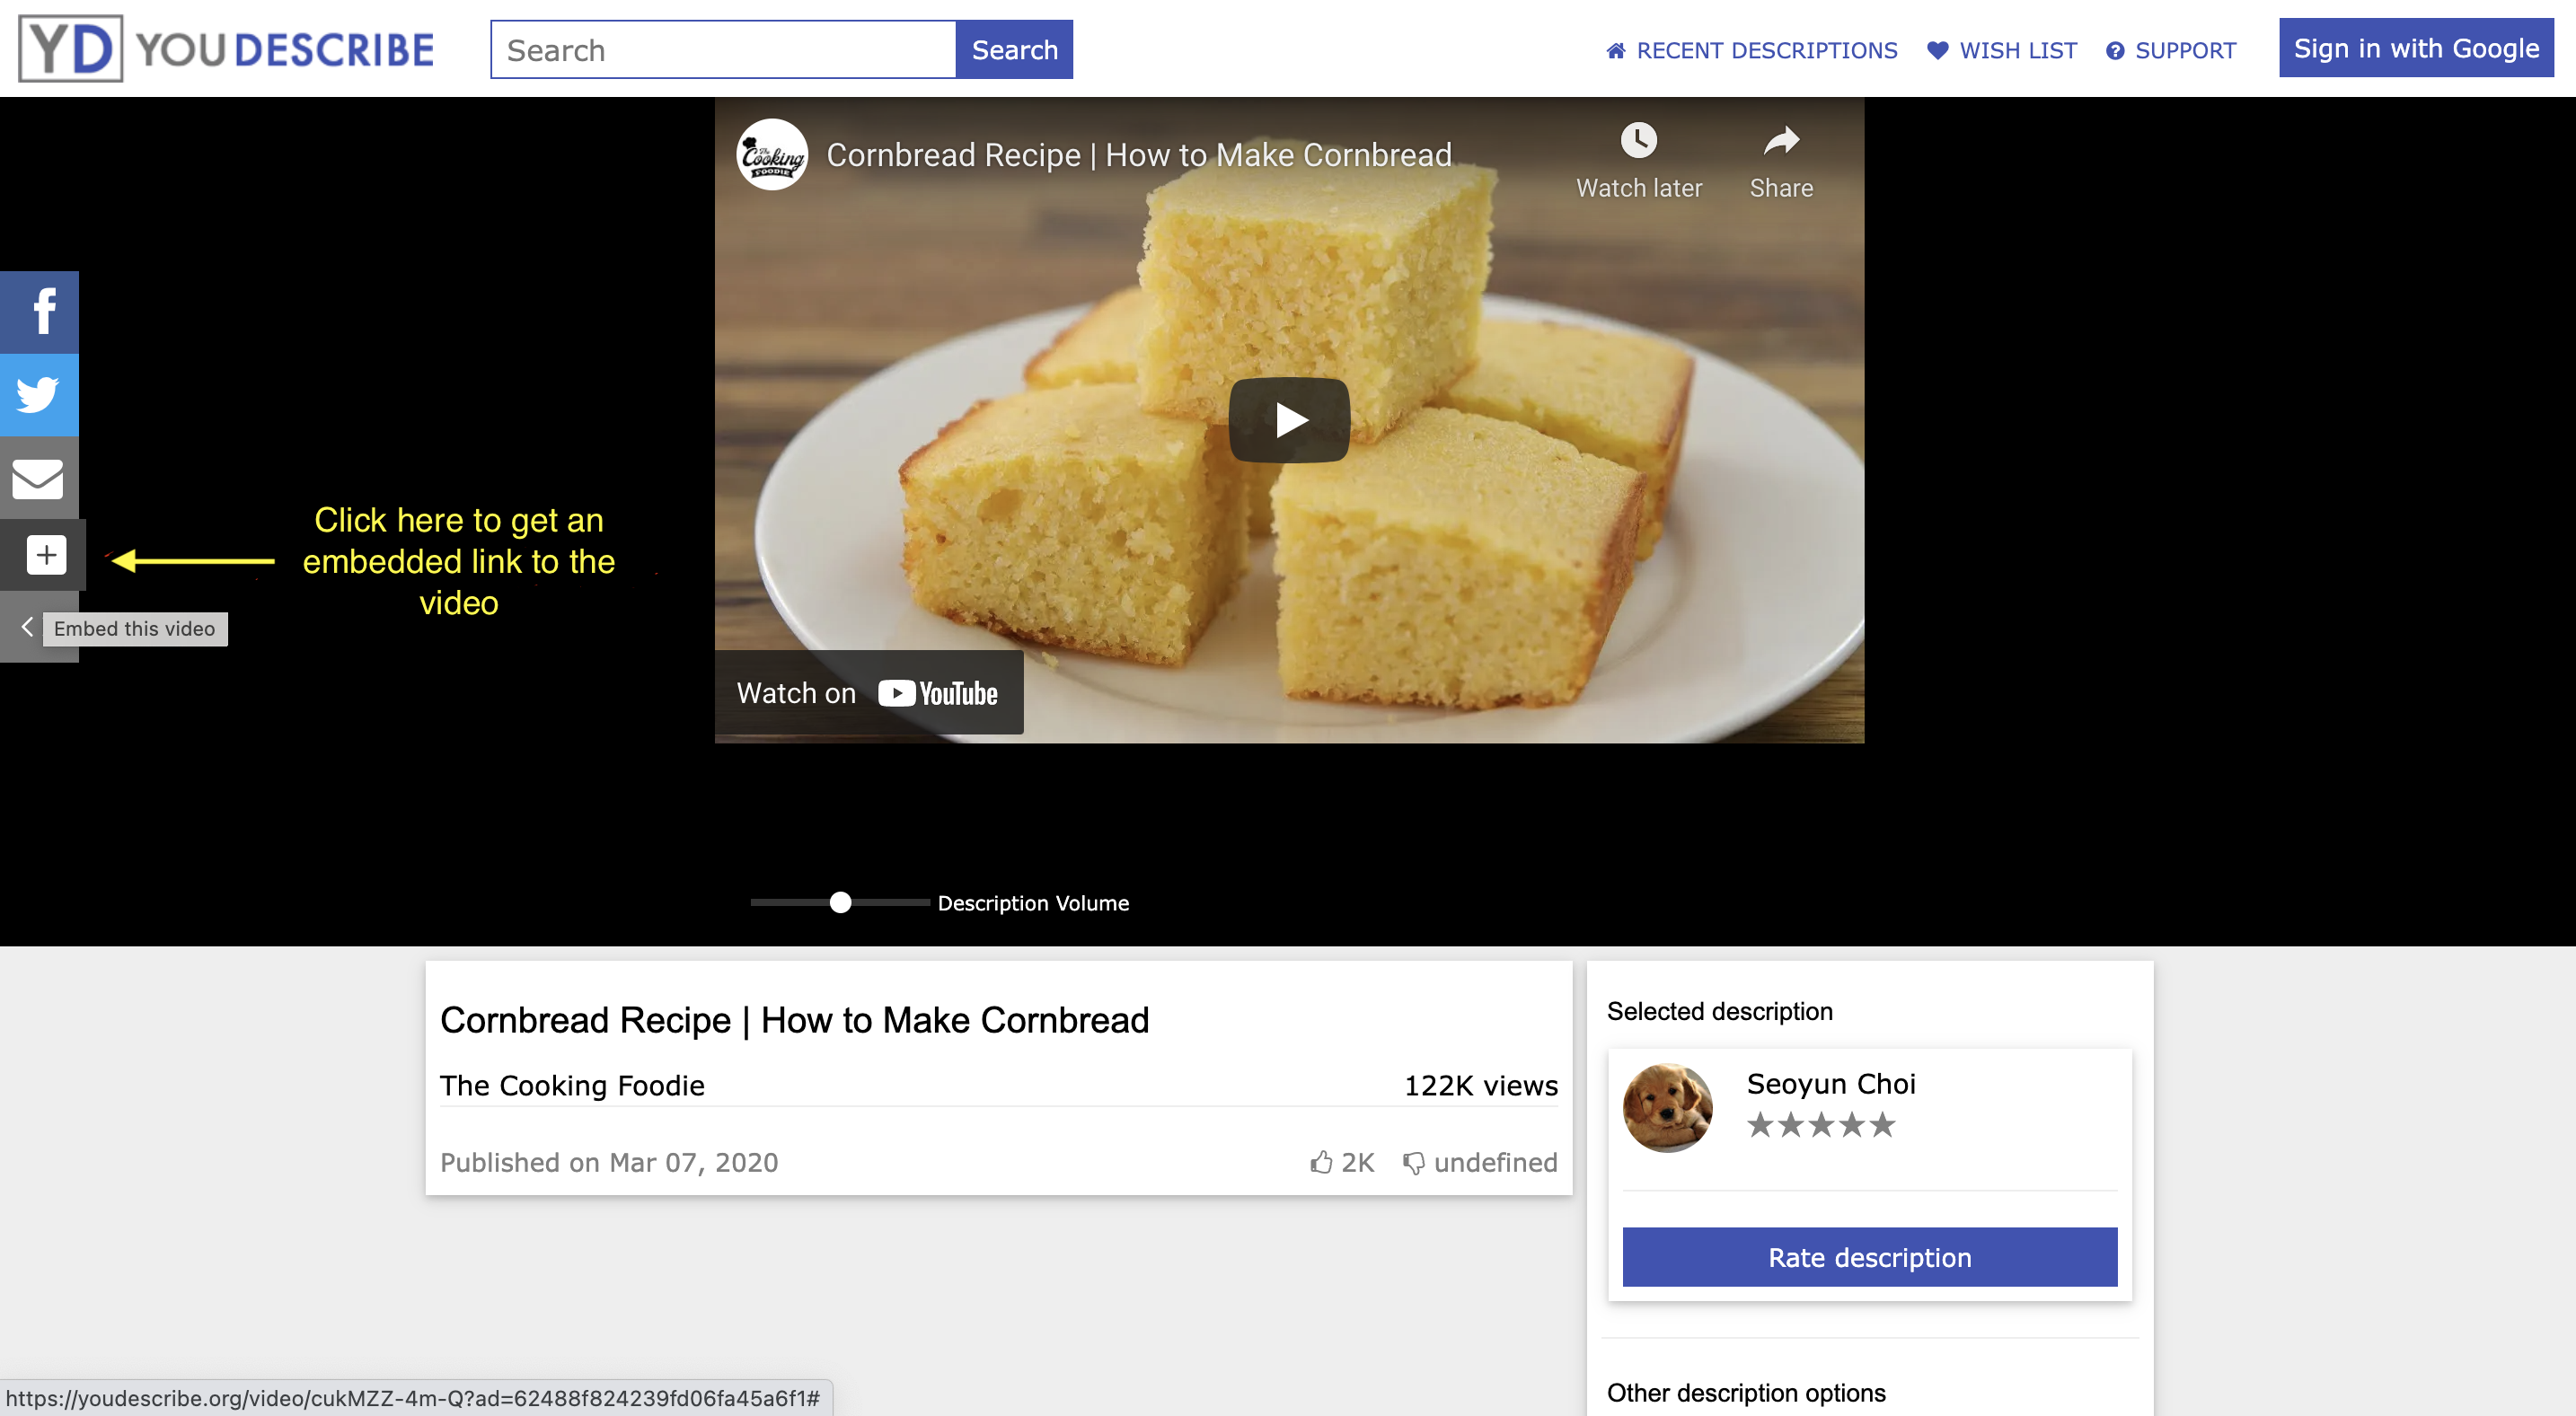 YD YOUDESCRIBE
Search
Search
RECENT DESCRIPTIONS
WISH LIST
SUPPORT
Sign in with Google
The Cooking FOODIE
Cornbread Recipe | How to Make Cornbread
Watch later
Share
Click here to get an
embedded link to the
video
Embed this video
Watch on YouTube
Description Volume
Cornbread Recipe | How to Make Cornbread
The Cooking Foodie
122K views
Published on Mar 07, 2020
2K
undefined
Selected description
Seoyun Choi
Rate description
Other description options
https://youdescribe.org/video/cukMZZ-4m-Q?ad=62488f824239fd06fa45a6f1#